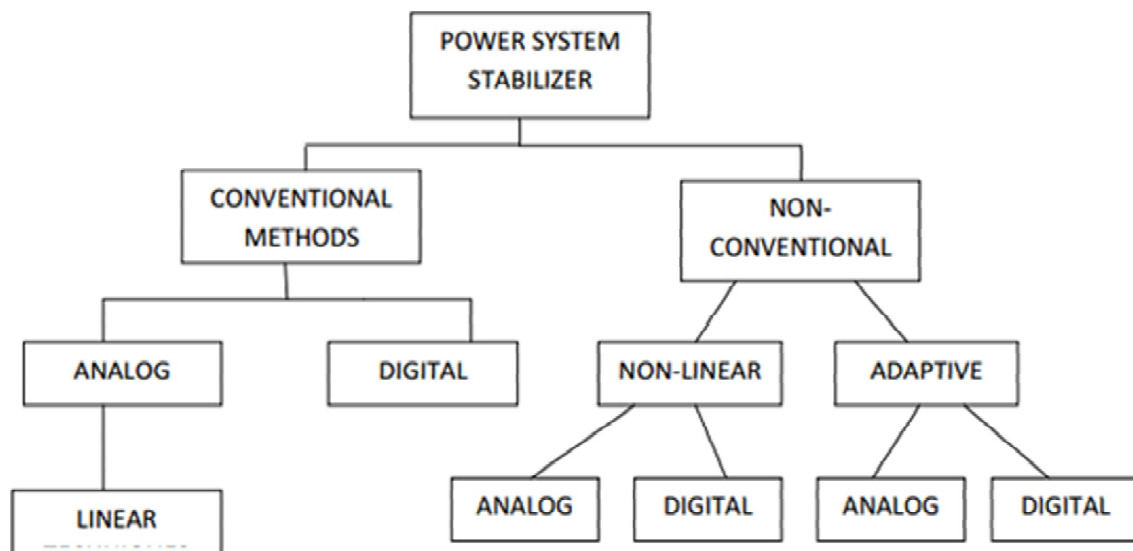 POWER SYSTEM
STABILIZER
CONVENTIONAL
METHODS
NON-
CONVENTIONAL
ANALOG
DIGITAL
NON-LINEAR
ADAPTIVE
ANALOG
DIGITAL
ANALOG
DIGITAL
LINEAR